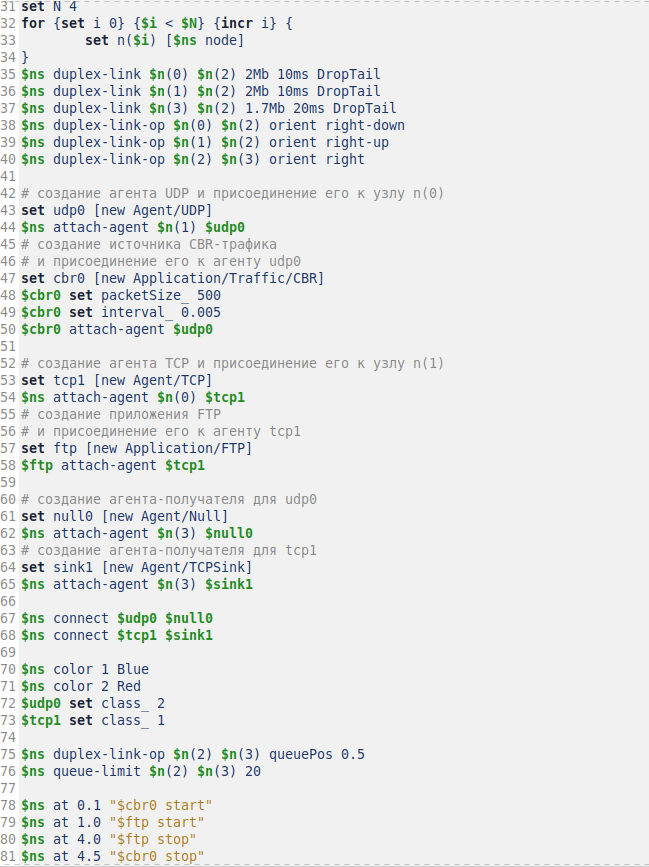 31 set N 4
32 for {set i 0} {$i < $N} {incr i} {
33         set n($i) [$ns node]
34 }
35 $ns duplex-link $n(0) $n(2) 2Mb 10ms DropTail
36 $ns duplex-link $n(1) $n(2) 2Mb 10ms DropTail
37 $ns duplex-link $n(3) $n(2) 1.7Mb 20ms DropTail
38 $ns duplex-link-op $n(0) $n(2) orient right-down
39 $ns duplex-link-op $n(1) $n(2) orient right-up
40 $ns duplex-link-op $n(2) $n(3) orient right
41
42 # создание агента UDP и присоединение его к узлу n(0)
43 set udp0 [new Agent/UDP]
44 $ns attach-agent $n(1) $udp0
45 # создание источника CBR-трафика
46 # и присоединение его к агенту udp0
47 set cbr0 [new Application/Traffic/CBR]
48 $cbr0 set packetSize_ 500
49 $cbr0 set interval_ 0.005
50 $cbr0 attach-agent $udp0
51
52 # создание агента TCP и присоединение его к узлу n(1)
53 set tcp1 [new Agent/TCP]
54 $ns attach-agent $n(0) $tcp1
55 # создание приложения FTP
56 # и присоединение его к агенту tcp1
57 set ftp [new Application/FTP]
58 $ftp attach-agent $tcp1
59
60 # создание агента-получателя для udp0
61 set null0 [new Agent/Null]
62 $ns attach-agent $n(3) $null0
63 # создание агента-получателя для tcp1
64 set sink1 [new Agent/TCPSink]
65 $ns attach-agent $n(3) $sink1
66
67 $ns connect $udp0 $null0
68 $ns connect $tcp1 $sink1
69
70 $ns color 1 Blue
71 $ns color 2 Red
72 $udp0 set class_ 2
73 $tcp1 set class_ 1
74
75 $ns duplex-link-op $n(2) $n(3) queuePos 0.5
76 $ns queue-limit $n(2) $n(3) 20
77
78 $ns at 0.1 "$cbr0 start"
79 $ns at 1.0 "$ftp start"
80 $ns at 4.0 "$ftp stop"
81 $ns at 4.5 "$cbr0 stop"